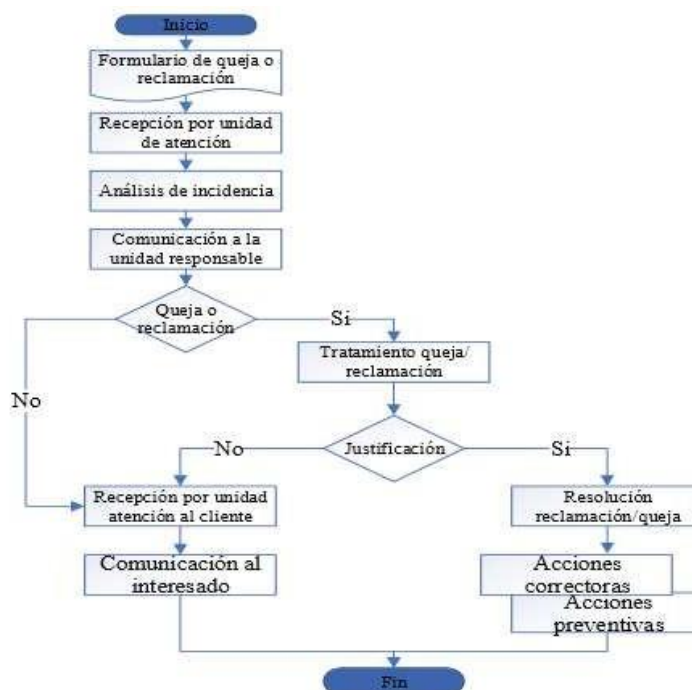 Inicio
Formulario de queja o
reclamación
Recepción por unidad
de atención
Análisis de incidencia
Comunicación a la
unidad responsable
Queja o
reclamación
Si
Tratamiento queja/
reclamación
No
Justificación
No
Si
Recepción por unidad
atención al cliente
Resolución
reclamación/queja
Comunicación al
interesado
Acciones
correctoras
Acciones
preventivas
Fin